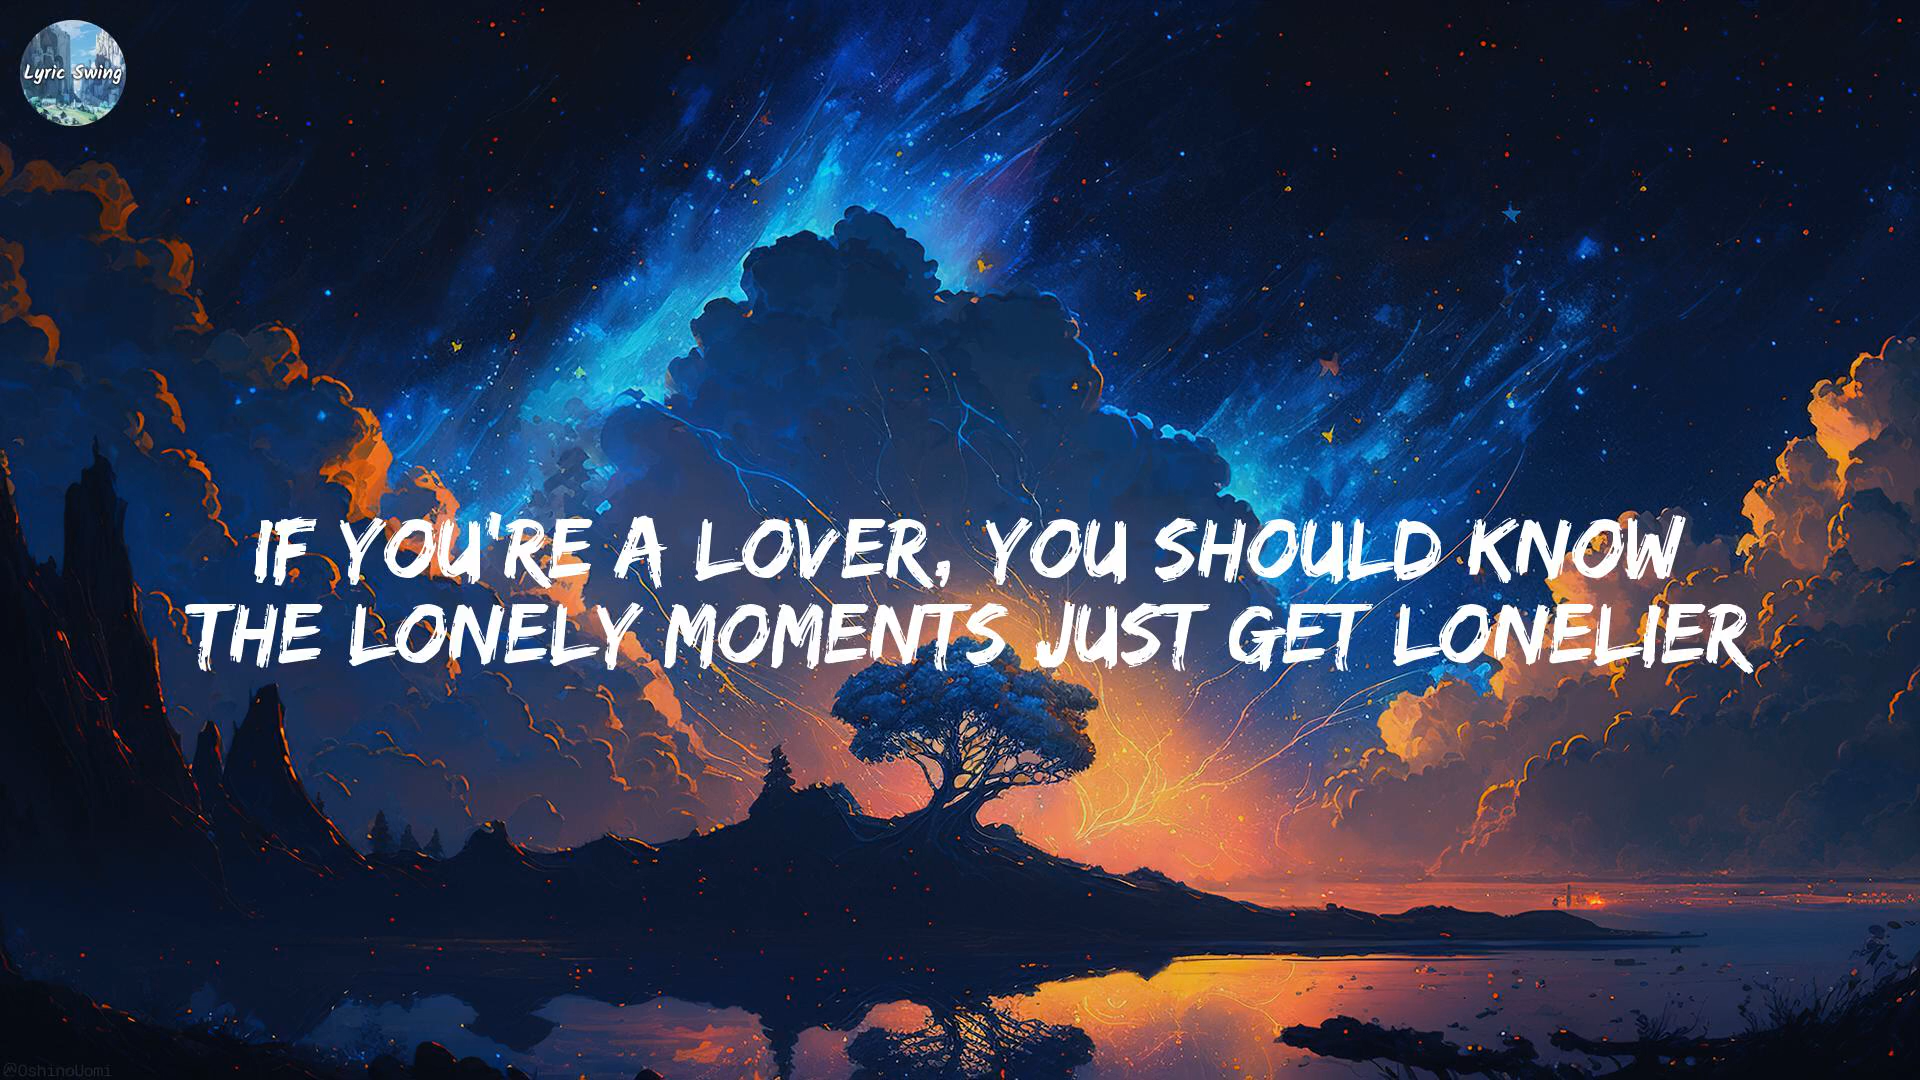 Lyric Swing
IF YOU'RE A LOVER, YOU SHOULD KNOW
THE LONELY MOMENTS JUST GET LONELIER
@OshinoUomi